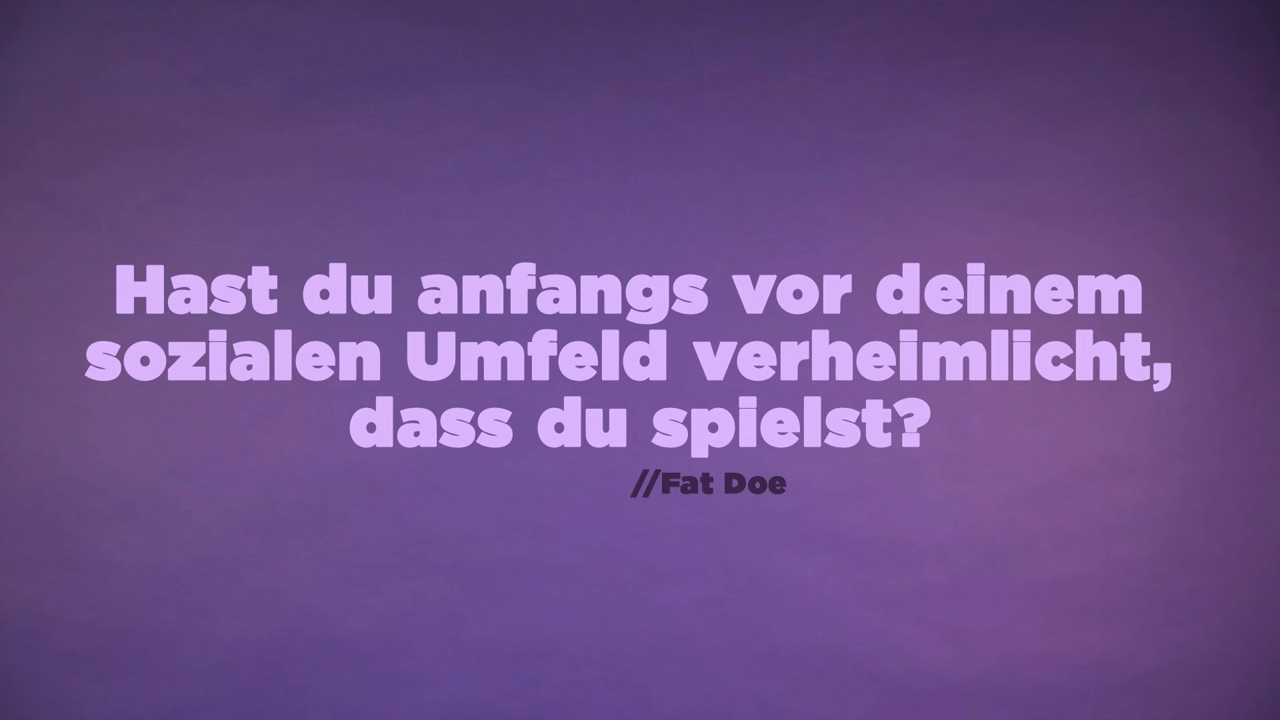 Hast du anfangs vor deinem
sozialen Umfeld verheimlicht,
dass du spielst?
//Fat Doe